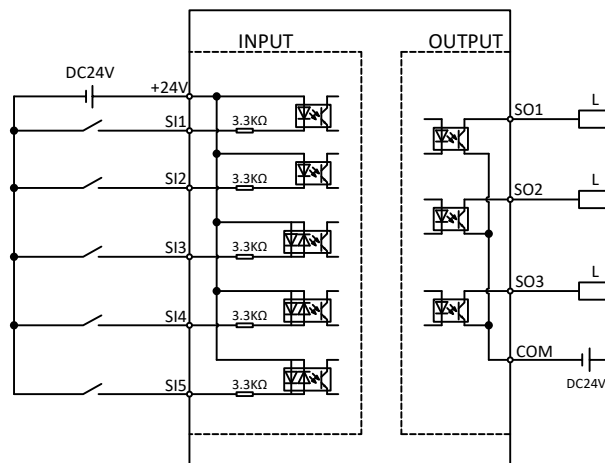 INPUT
OUTPUT
DC24V
+24V
SI1
3.3KΩ
SI2
3.3KΩ
SI3
3.3KΩ
SI4
3.3KΩ
SI5
3.3KΩ
SO1
L
SO2
L
SO3
L
COM
DC24V